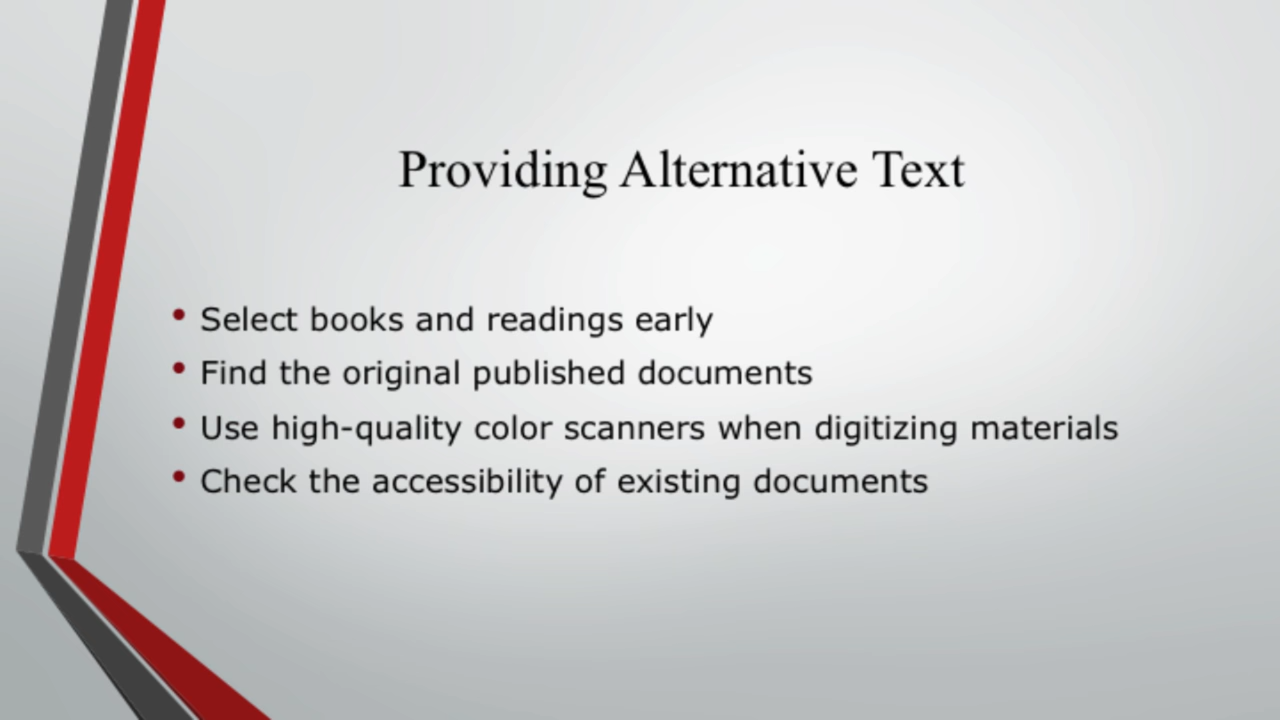 Providing Alternative Text
• Select books and readings early
• Find the original published documents
• Use high-quality color scanners when digitizing materials
• Check the accessibility of existing documents